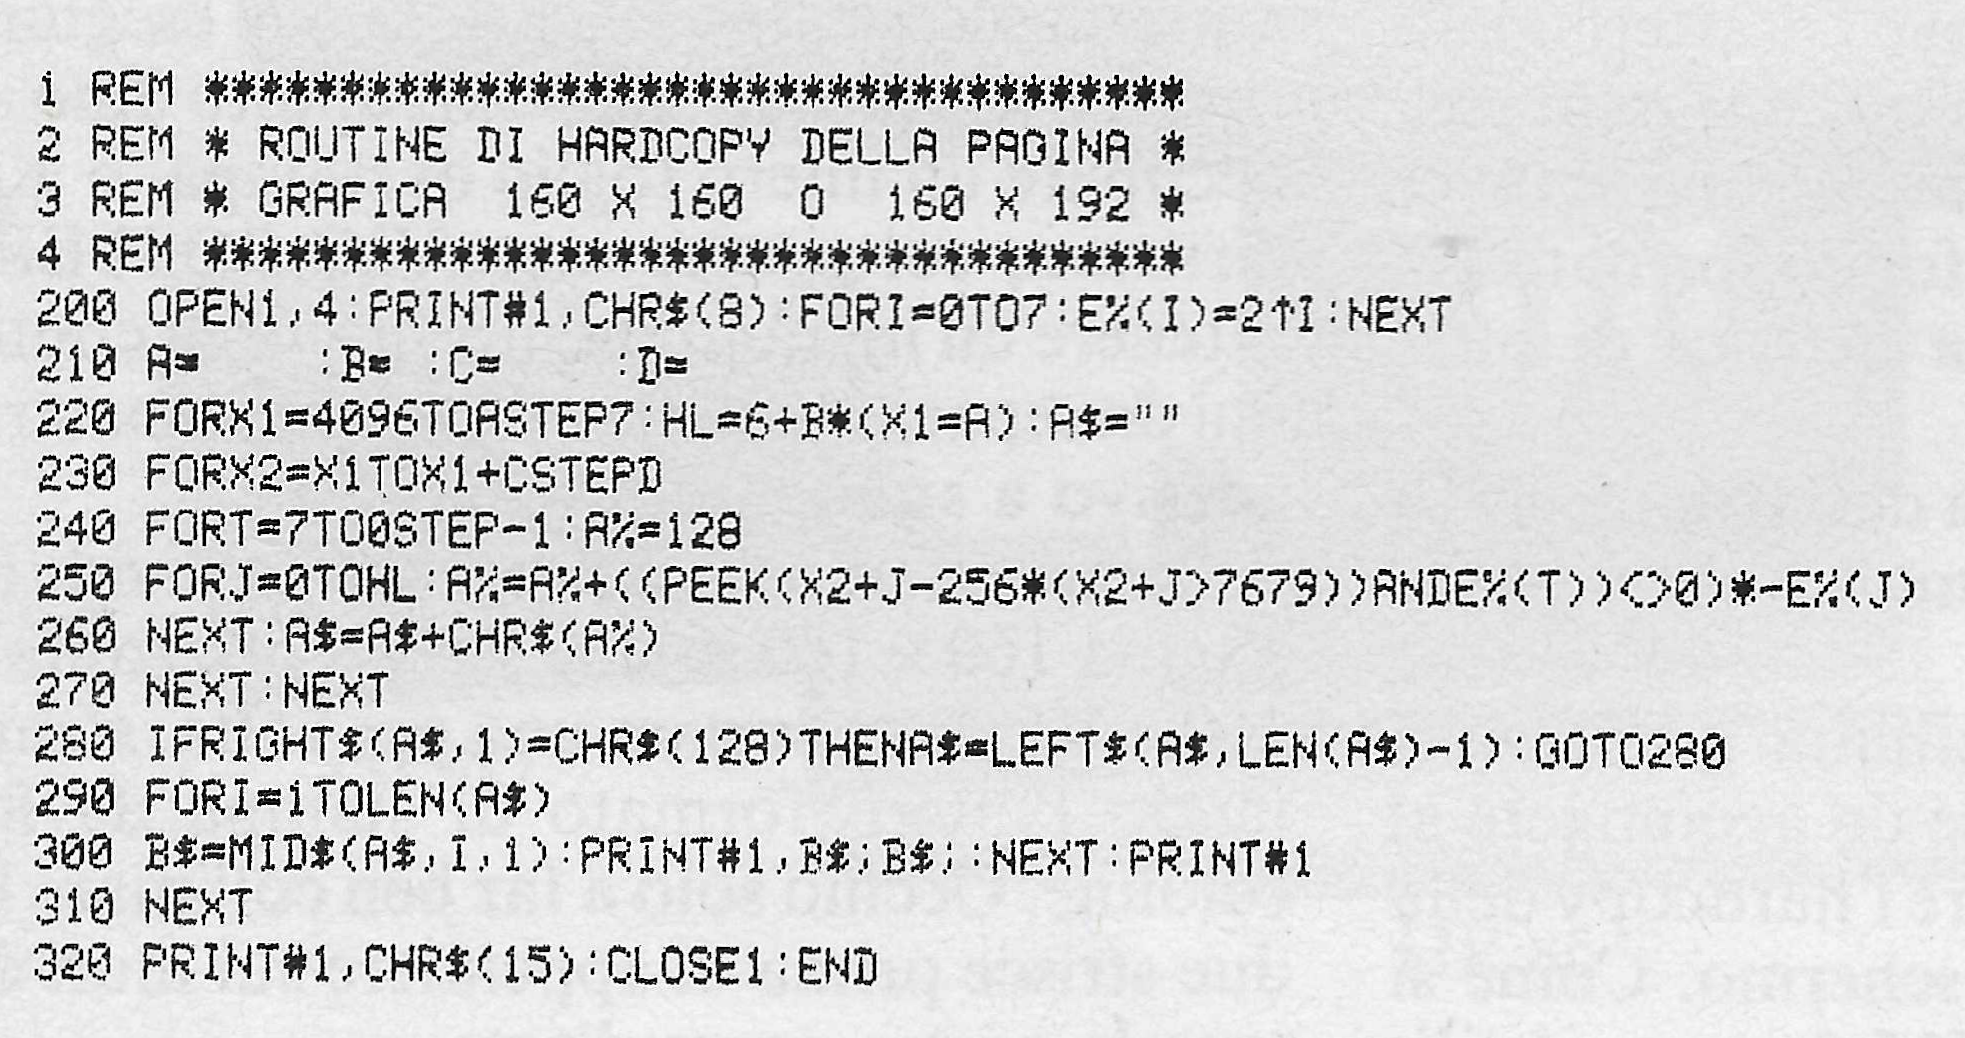 1 REM ************************************
2 REM * ROUTINE DI HARDCOPY DELLA PAGINA *
3 REM * GRAFICA  160 X 160  O  160 X 192 *
4 REM ************************************
200 OPEN1,4:PRINT#1,CHR$(8):FORI=0TO7:E%(I)=2↑I:NEXT
210 A=    :B= :C=    :D=
220 FORX1=4096TOASTEP7:HL=6+B*(X1=A):A$=""
230 FORX2=X1TOX1+CSTEPD
240 FORT=7TO0STEP-1:A%=128
250 FORJ=0TOHL:A%=A%+((PEEK(X2+J-256*(X2+J>7679))ANDE%(T))<>0)*-E%(J)
260 NEXT:A$=A$+CHR$(A%)
270 NEXT:NEXT
280 IFRIGHT$(A$,1)=CHR$(128)THENA$=LEFT$(A$,LEN(A$)-1):GOTO280
290 FORI=1TOLEN(A$)
300 B$=MID$(A$,I,1):PRINT#1,B$;B$;:NEXT:PRINT#1
310 NEXT
320 PRINT#1,CHR$(15):CLOSE1:END